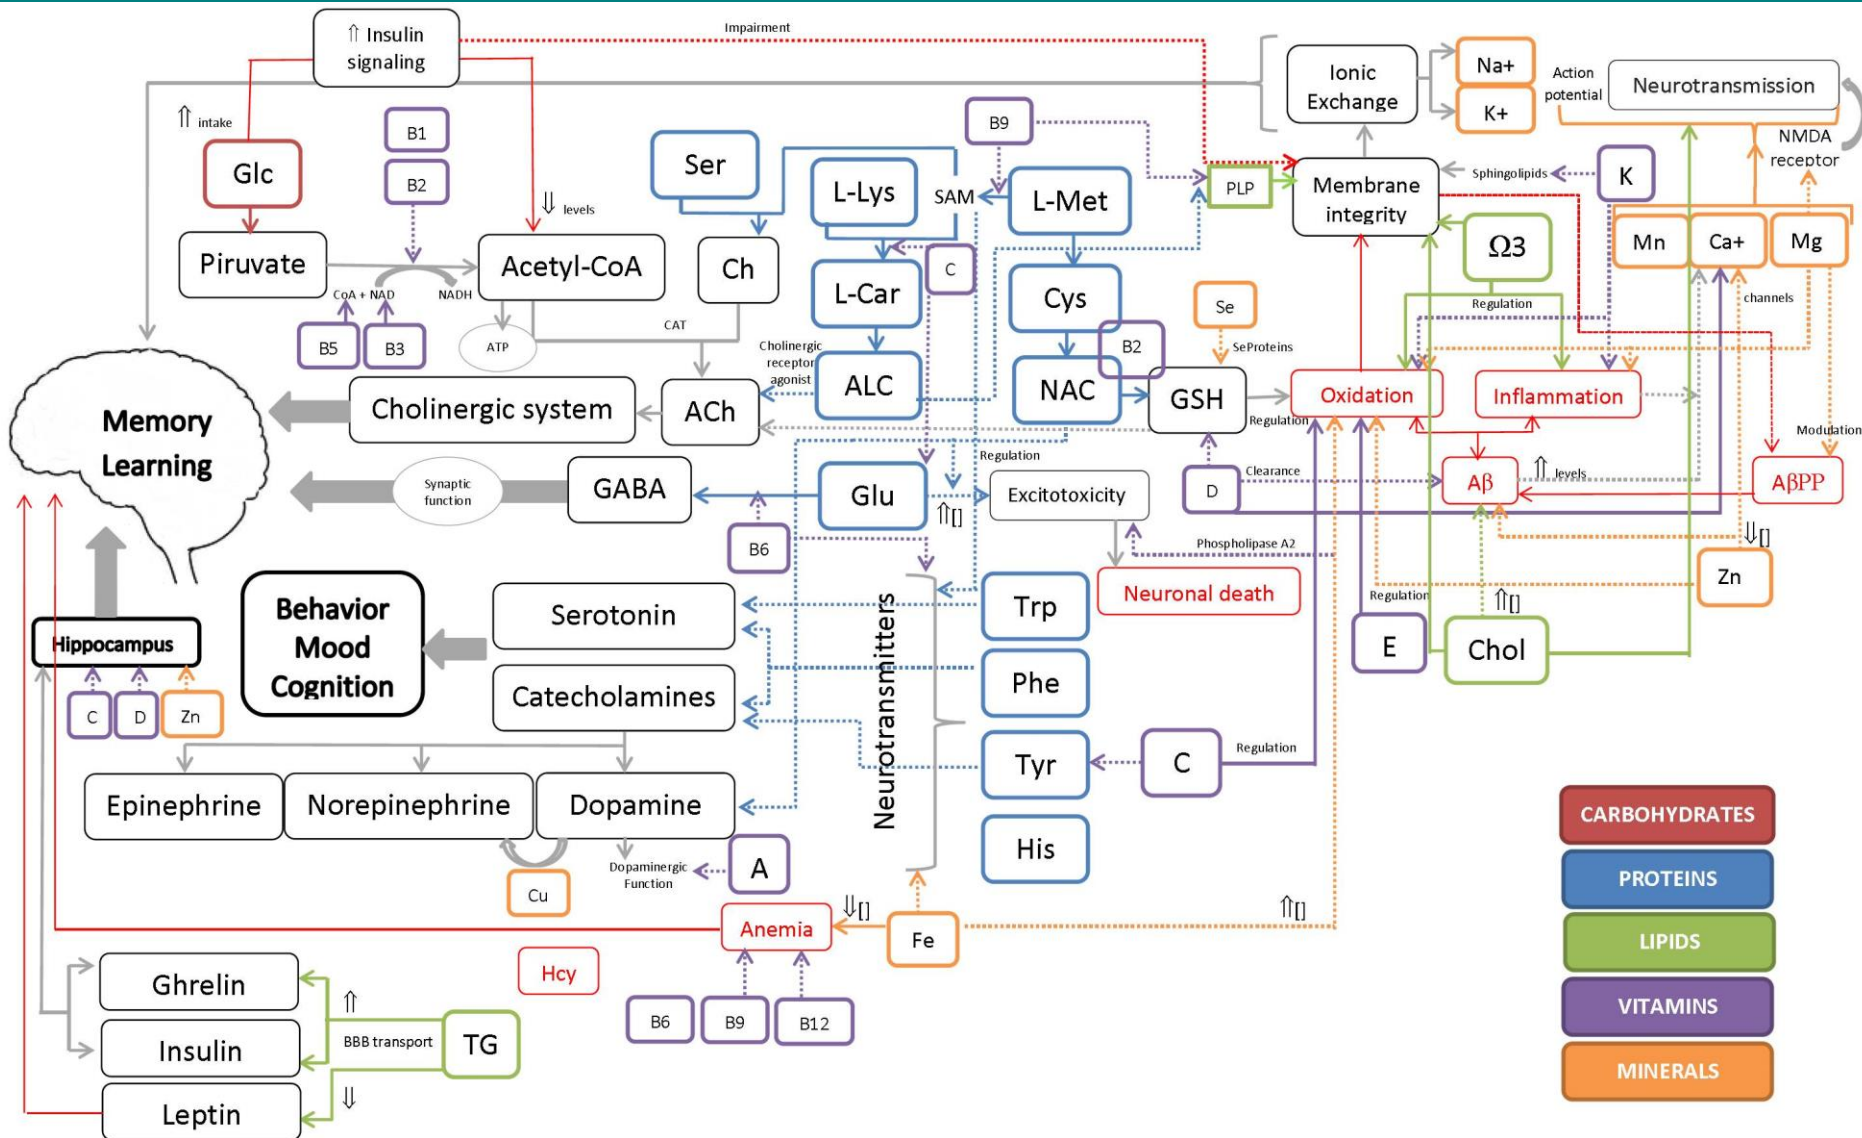 ⇑ Insulin
signaling
Impairment
Ionic
Exchange
Na+
K+
Action
potential
Neurotransmission
NMDA
receptor
⇑ intake
B1
B2
Glc
⇓ levels
Ser
B9
L-Lys
SAM
L-Met
PLP
Membrane
integrity
Sphingolipids
K
Piruvate
Acetyl-CoA
Ch
C
Ω3
Mn
Ca+
Mg
CoA + NAD
NADH
L-Car
Cys
Se
Regulation
channels
B5
B3
ATP
CAT
Cholinergic
receptor
agonist
B2
SeProteins
Memory
Learning
Cholinergic system
ACh
ALC
NAC
GSH
Regulation
Oxidation
Inflammation
Modulation
Synaptic
function
GABA
Glu
Regulation
⇑[]
Excitotoxicity
D
Clearance
Aβ
⇑ levels
AβPP
B6
Phospholipase A2
⇓[]
Zn
Neuronal death
Hippocampus
C
D
Zn
Behavior
Mood
Cognition
Serotonin
Catecholamines
Neurotransmitters
Trp
Phe
Tyr
His
C
Regulation
Regulation
E
⇑[]
Chol
Epinephrine
Norepinephrine
Dopamine
Cu
Dopaminergic
Function
A
Anemia
⇓[]
Fe
⇑[]
Hcy
B6
B9
B12
Ghrelin
Insulin
Leptin
⇑
BBB transport
⇓
TG
CARBOHYDRATES
PROTEINS
LIPIDS
VITAMINS
MINERALS